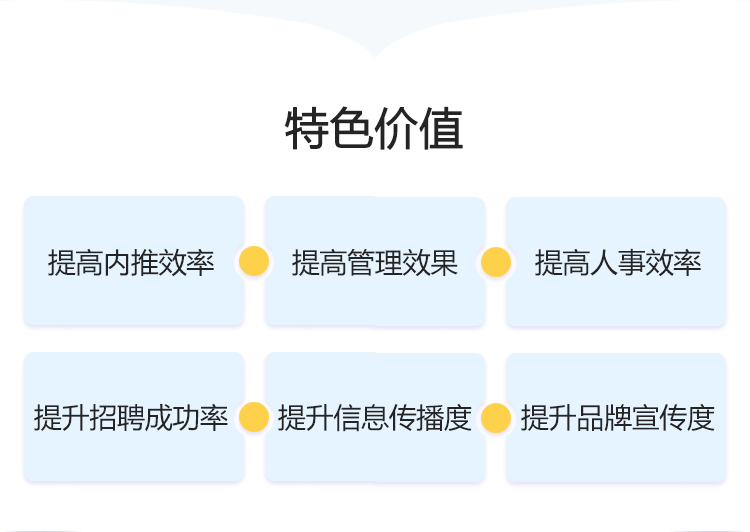 特色价值
提高内推效率
提高管理效果
提高人事效率
提升招聘成功率
提升信息传播度
提升品牌宣传度